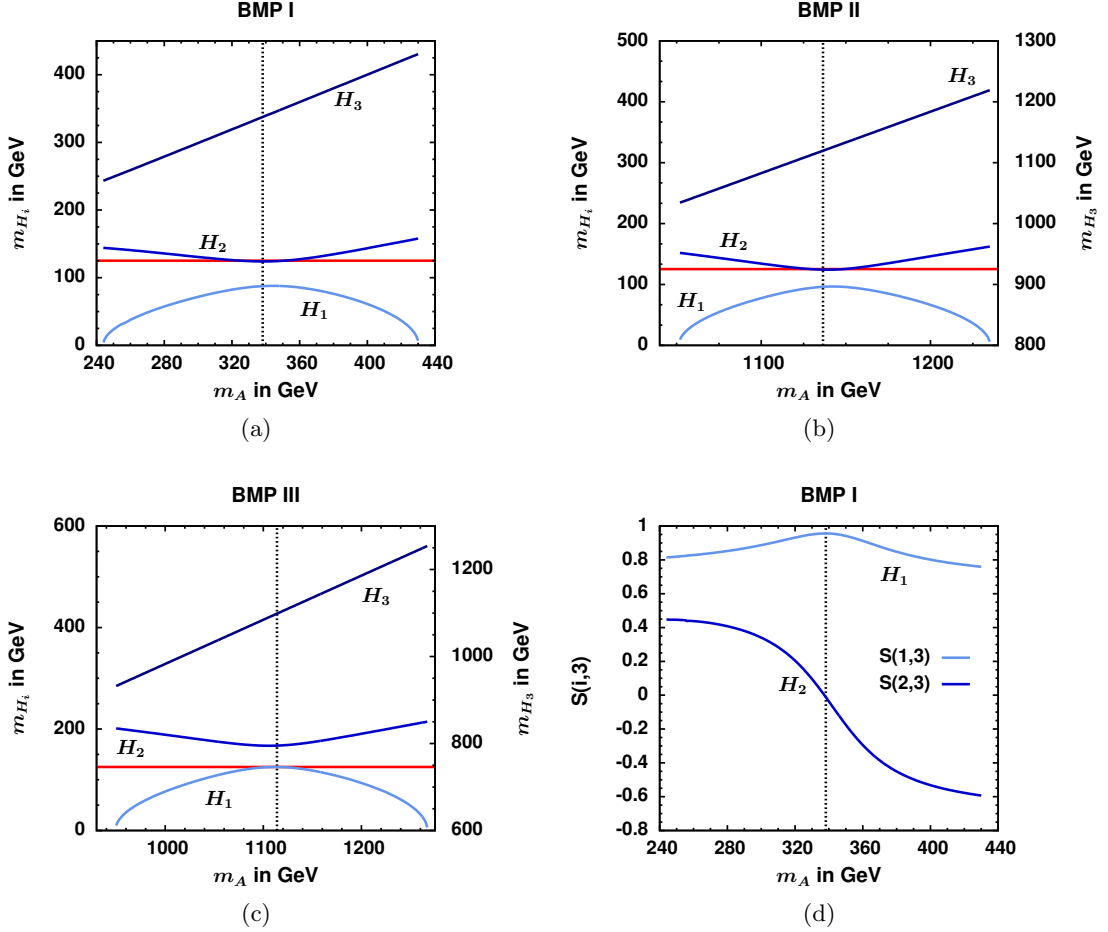 BMP I
400
300
200
100
0
m_{H_i} in GeV
H_3
H_2
H_1
240 280 320 360 400 440
m_A in GeV
(a)
BMP II
500
400
300
200
100
0
m_{H_i} in GeV
1300
1200
1100
1000
900
800
m_{H_3} in GeV
H_3
H_2
H_1
1100 1200
m_A in GeV
(b)
BMP III
600
400
200
0
m_{H_i} in GeV
1200
1000
800
600
m_{H_3} in GeV
H_3
H_2
H_1
1000 1100 1200
m_A in GeV
(c)
BMP I
1
0.8
0.6
0.4
0.2
0
-0.2
-0.4
-0.6
-0.8
S(i,3)
H_1
S(1,3)
S(2,3)
H_2
240 280 320 360 400 440
m_A in GeV
(d)